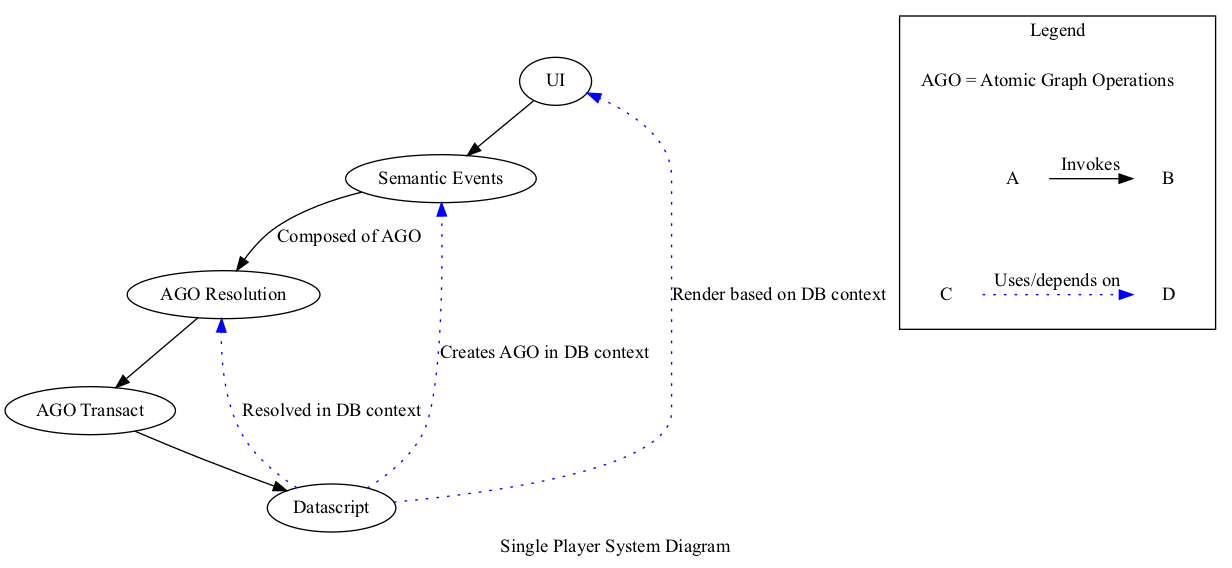 Legend
AGO = Atomic Graph Operations
A
Invokes
B
C
Uses/depends on
D
UI
Semantic Events
Composed of AGO
AGO Resolution
Render based on DB context
Creates AGO in DB context
AGO Transact
Resolved in DB context
Datascript
Single Player System Diagram